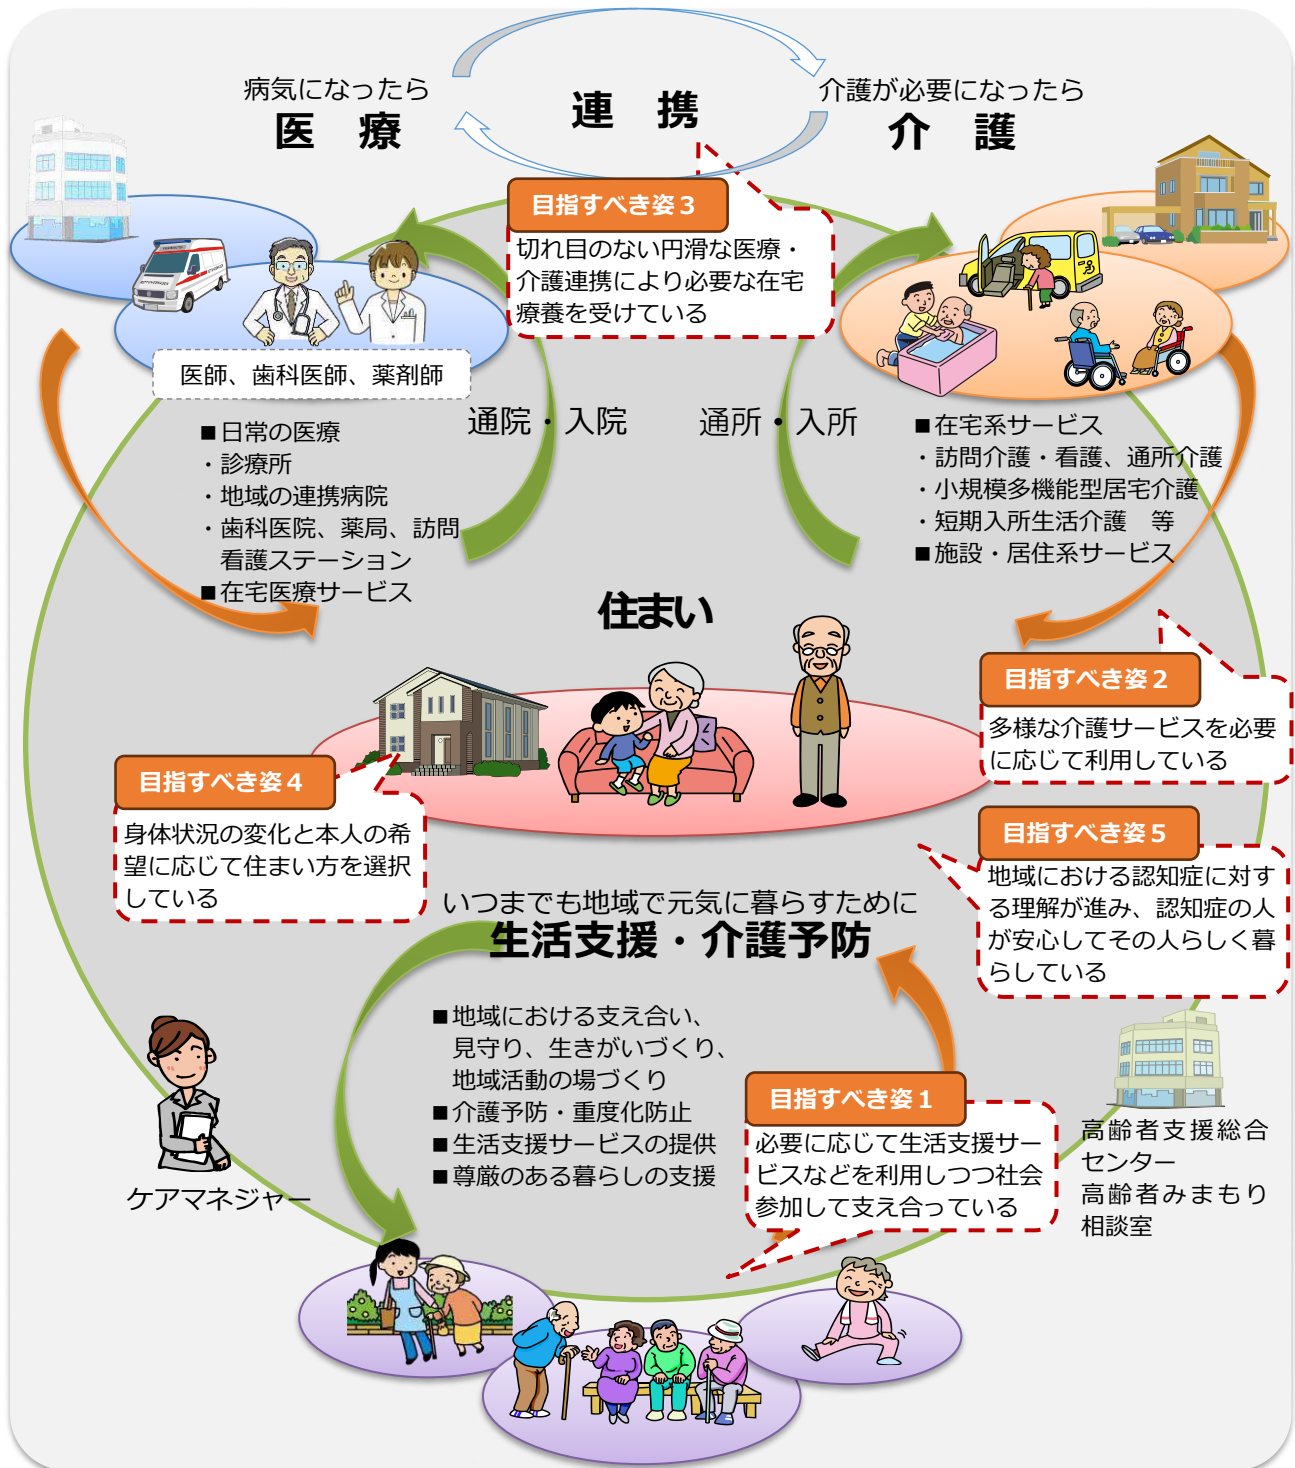 病気になったら
医　療
連　携
介護が必要になったら
介　護
目指すべき姿３
切れ目のない円滑な医療・
介護連携により必要な在宅
療養を受けている
医師、歯科医師、薬剤師
通院・入院
通所・入所
■日常の医療
・診療所
・地域の連携病院
・歯科医院、薬局、訪問
看護ステーション
■在宅医療サービス
■在宅系サービス
・訪問介護・看護、通所介護
・小規模多機能型居宅介護
・短期入所生活介護　等
■施設・居住系サービス
住まい
目指すべき姿２
多様な介護サービスを必要
に応じて利用している
目指すべき姿４
身体状況の変化と本人の希
望に応じて住まい方を選択
している
目指すべき姿５
地域における認知症に対す
る理解が進み、認知症の人
が安心してその人らしく暮
らしている
いつまでも地域で元気に暮らすために
生活支援・介護予防
■地域における支え合い、
見守り、生きがいづくり、
地域活動の場づくり
■介護予防・重度化防止
■生活支援サービスの提供
■尊厳のある暮らしの支援
目指すべき姿１
必要に応じて生活支援サー
ビスなどを利用しつつ社会
参加して支え合っている
ケアマネジャー
高齢者支援総合
センター
高齢者みまもり
相談室